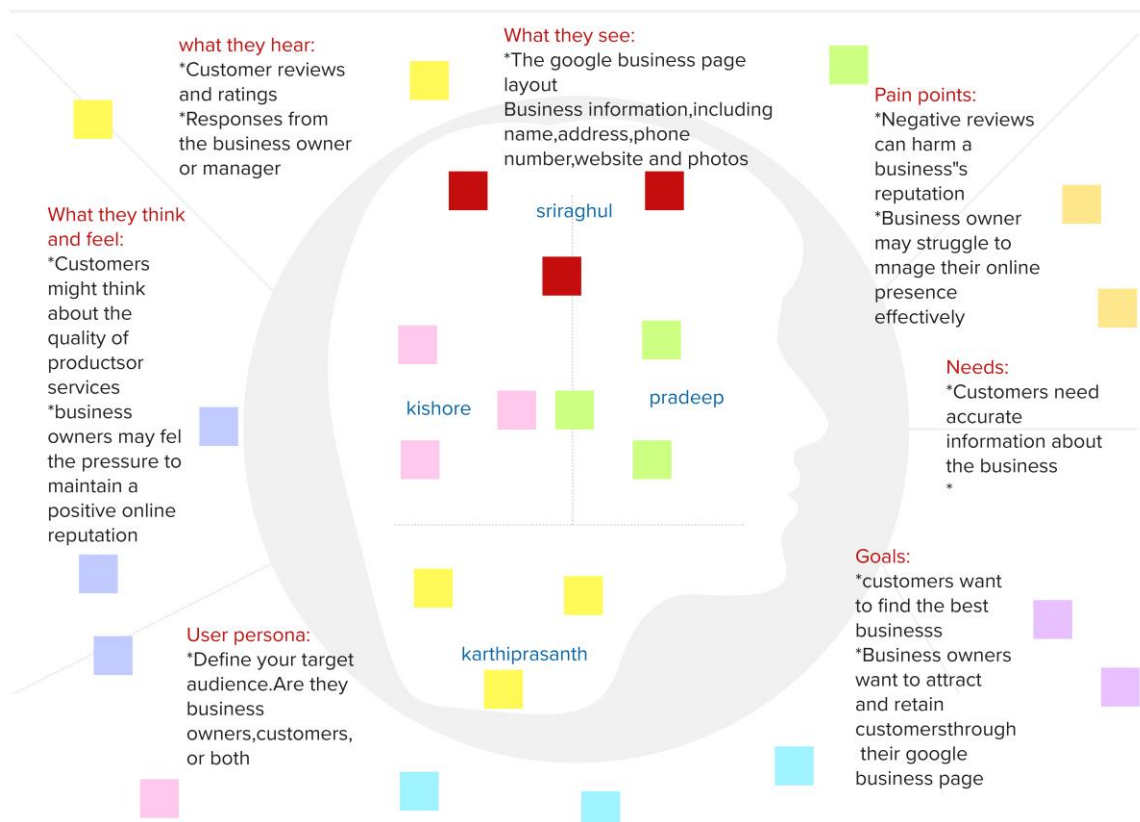 what they hear:
*Customer reviews
and ratings
*Responses from
the business owner
or manager
What they see:
*The google business page
layout
Business information,including
name,address,phone
number,website and photos
Pain points:
*Negative reviews
can harm a
business"s
reputation
*Business owner
may struggle to
mnage their online
presence
effectively
What they think
and feel:
*Customers
might think
about the
quality of
productsor
services
*business
owners may fel
the pressure to
maintain a
positive online
reputation
sriraghul
kishore
pradeep
karthiprasanth
Needs:
*Customers need
accurate
information about
the business
*
User persona:
*Define your target
audience.Are they
business
owners,customers,
or both
Goals:
*customers want
to find the best
businesss
*Business owners
want to attract
and retain
customersthrough
their google
business page